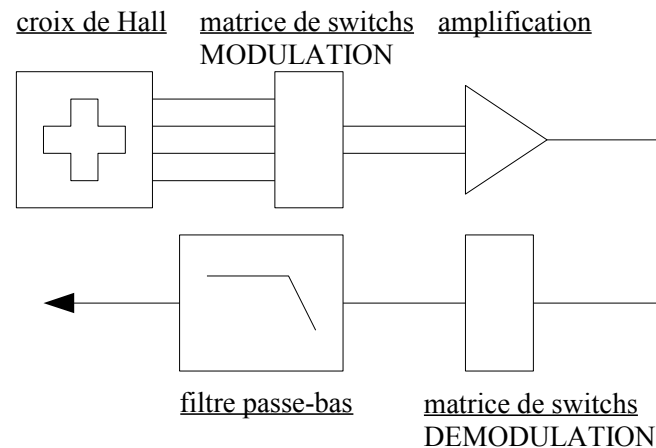 croix de Hall
matrice de switchs
MODULATION
amplification
filtre passe-bas
matrice de switchs
DEMODULATION